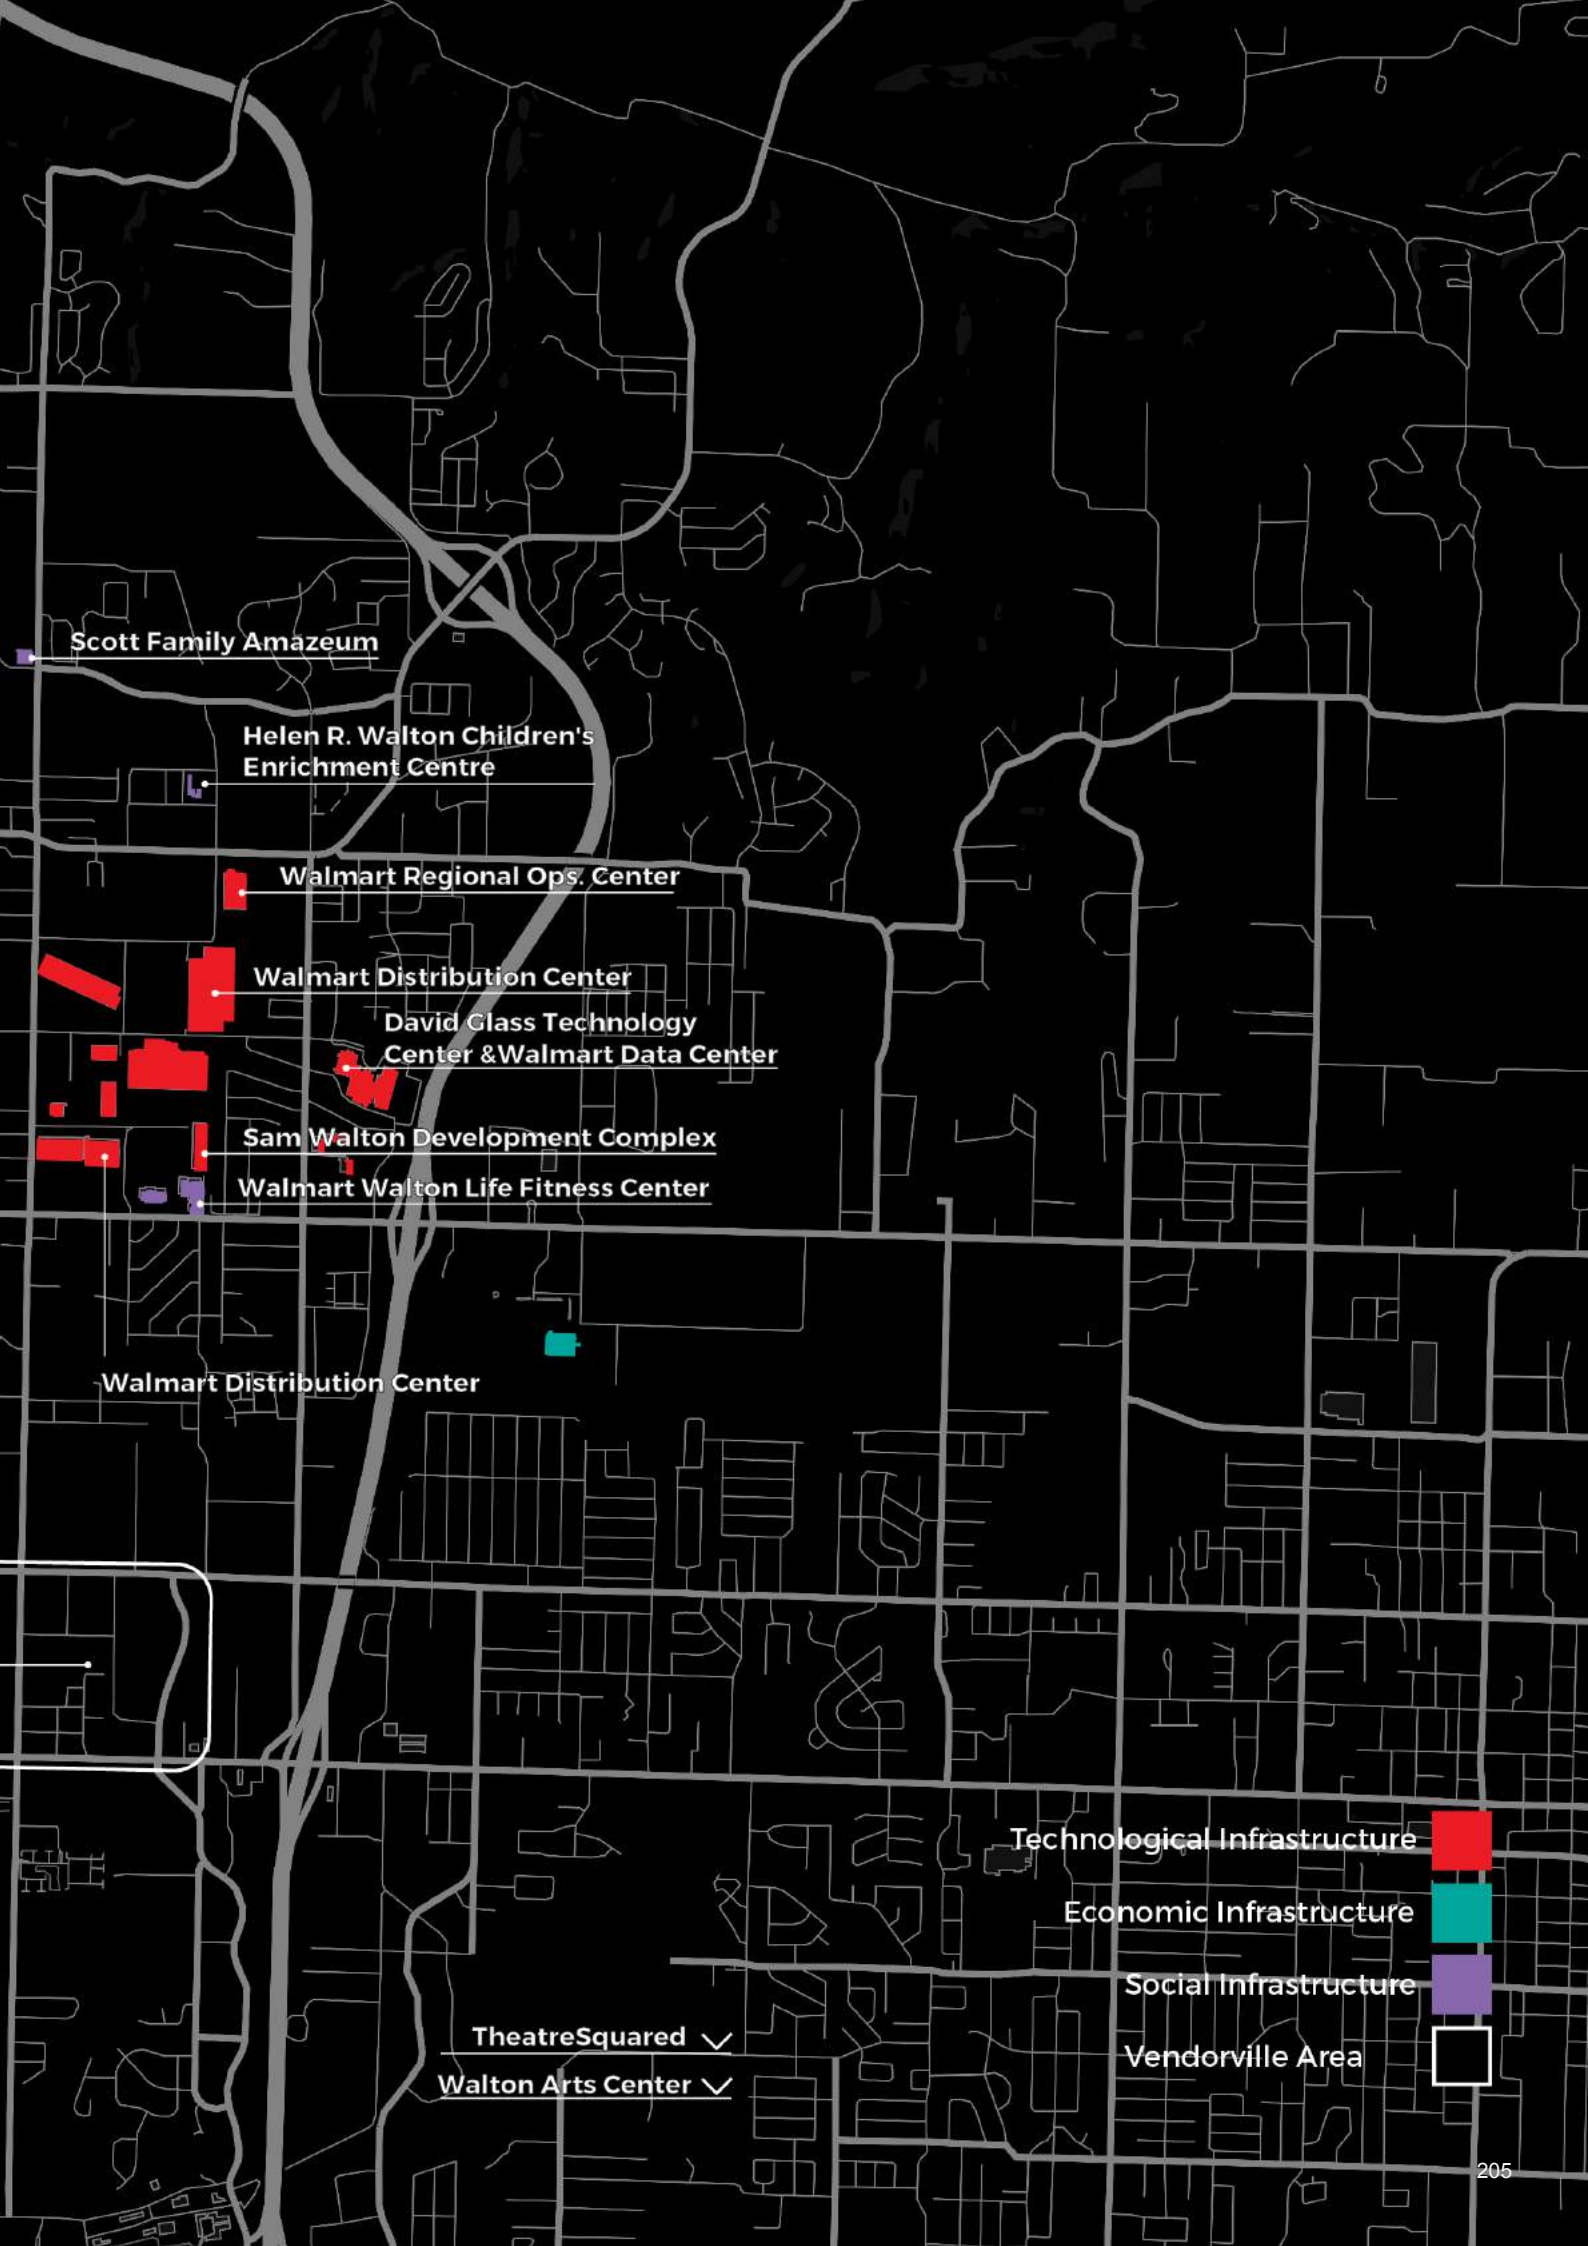 Scott Family Amazeum
Helen R. Walton Children's
Enrichment Centre
Walmart Regional Ops. Center
Walmart Distribution Center
David Glass Technology
Center &Walmart Data Center
Sam Walton Development Complex
Walmart Walton Life Fitness Center
Walmart Distribution Center
Technological Infrastructure
Economic Infrastructure
Social Infrastructure
Vendorville Area
TheatreSquared
Walton Arts Center
205